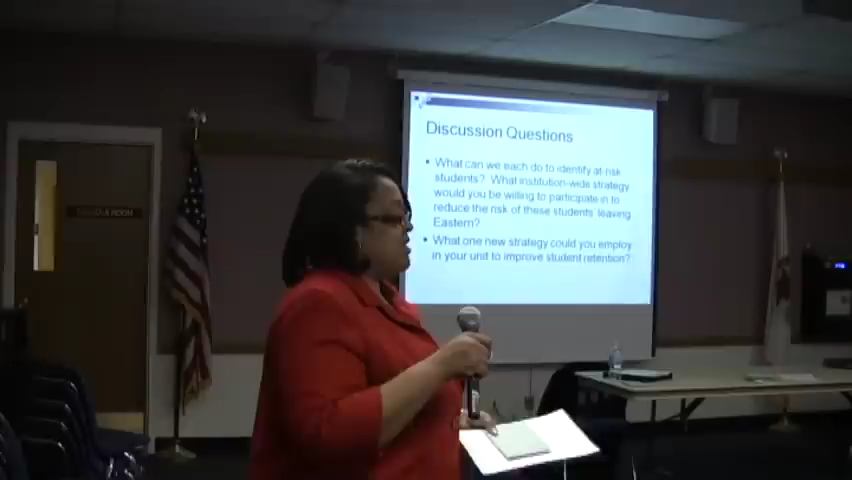 Discussion Questions
• What can we each do to identify at-risk
students? What institution-wide strategy
would you be willing to participate in to
reduce the risk of these students' leaving
Eastern?
• What one new strategy could you employ
in your unit to improve student retention?